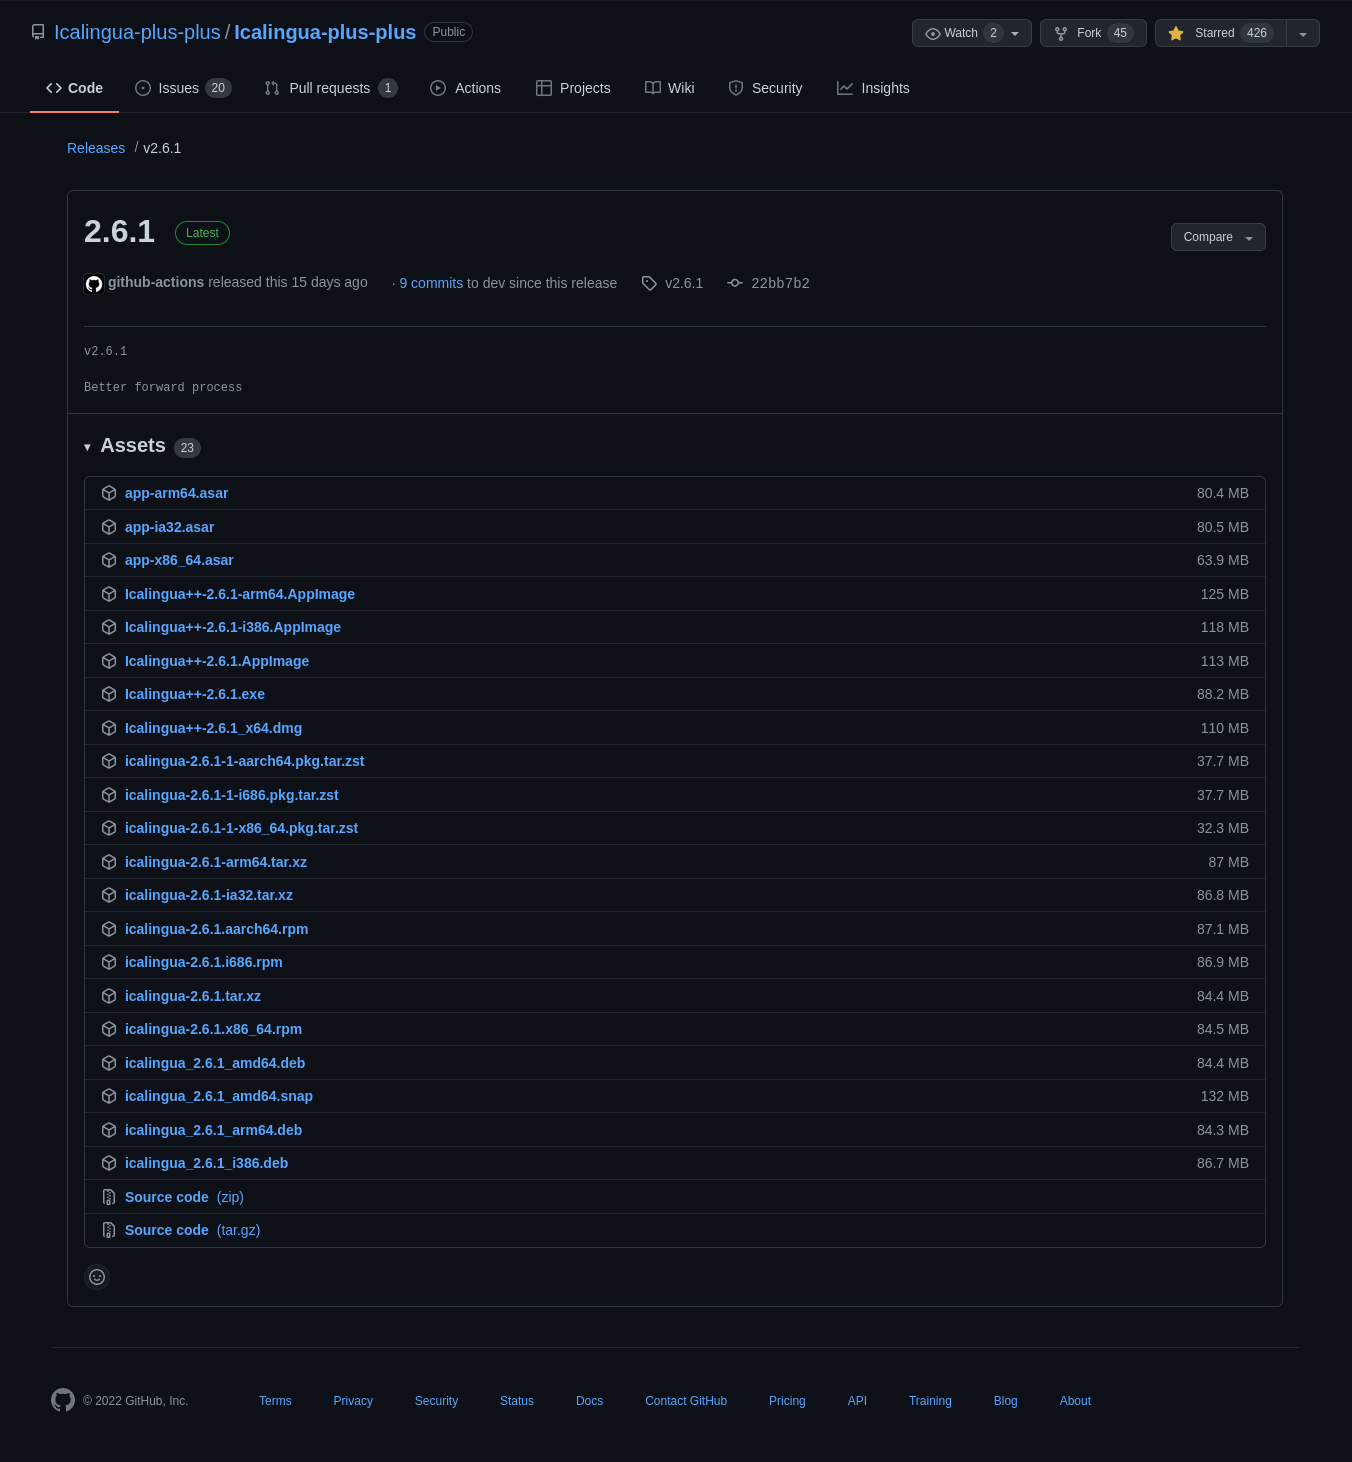 Icalingua-plus-plus / Icalingua-plus-plus Public Watch 2 Fork 45 Starred 426
Code Issues 20 Pull requests 1 Actions Projects Wiki Security Insights
Releases / v2.6.1
2.6.1 Latest Compare
github-actions released this 15 days ago · 9 commits to dev since this release v2.6.1 22bb7b2
v2.6.1
Better forward process
Assets 23
app-arm64.asar 80.4 MB
app-ia32.asar 80.5 MB
app-x86_64.asar 63.9 MB
Icalingua++-2.6.1-arm64.AppImage 125 MB
Icalingua++-2.6.1-i386.AppImage 118 MB
Icalingua++-2.6.1.AppImage 113 MB
Icalingua++-2.6.1.exe 88.2 MB
Icalingua++-2.6.1_x64.dmg 110 MB
icalingua-2.6.1-1-aarch64.pkg.tar.zst 37.7 MB
icalingua-2.6.1-1-i686.pkg.tar.zst 37.7 MB
icalingua-2.6.1-1-x86_64.pkg.tar.zst 32.3 MB
icalingua-2.6.1-arm64.tar.xz 87 MB
icalingua-2.6.1-ia32.tar.xz 86.8 MB
icalingua-2.6.1.aarch64.rpm 87.1 MB
icalingua-2.6.1.i686.rpm 86.9 MB
icalingua-2.6.1.tar.xz 84.4 MB
icalingua-2.6.1.x86_64.rpm 84.5 MB
icalingua_2.6.1_amd64.deb 84.4 MB
icalingua_2.6.1_amd64.snap 132 MB
icalingua_2.6.1_arm64.deb 84.3 MB
icalingua_2.6.1_i386.deb 86.7 MB
Source code (zip)
Source code (tar.gz)
© 2022 GitHub, Inc. Terms Privacy Security Status Docs Contact GitHub Pricing API Training Blog About